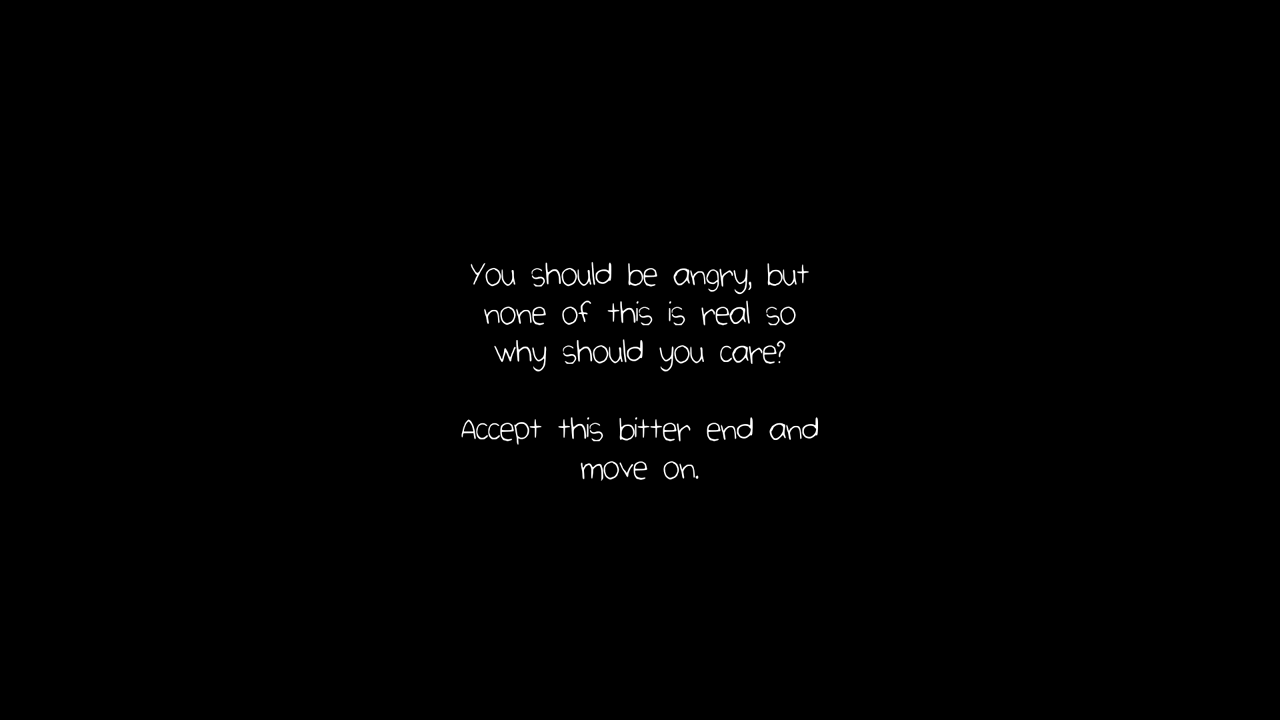 You should be angry, but
none of this is real so
why should you care?
Accept this bitter end and
move on.